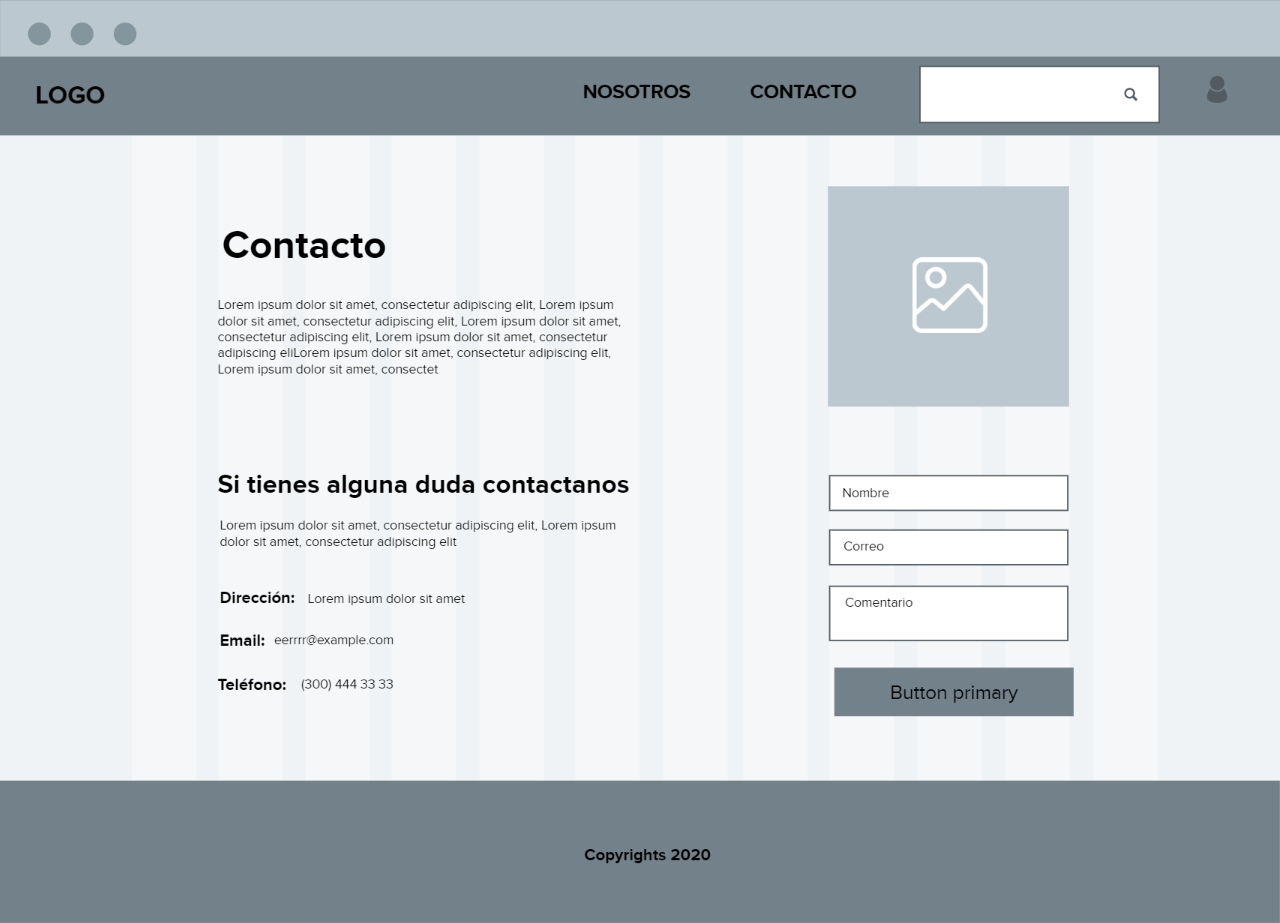 LOGO
NOSOTROS
CONTACTO
Contacto
Lorem ipsum dolor sit amet, consectetur adipiscing elit, Lorem ipsum
dolor sit amet, consectetur adipiscing elit, Lorem ipsum dolor sit amet,
consectetur adipiscing elit, Lorem ipsum dolor sit amet, consectetur
adipiscing eliLorem ipsum dolor sit amet, consectetur adipiscing elit,
Lorem ipsum dolor sit amet, consectet
Si tienes alguna duda contactanos
Lorem ipsum dolor sit amet, consectetur adipiscing elit, Lorem ipsum
dolor sit amet, consectetur adipiscing elit
Dirección: Lorem ipsum dolor sit amet
Email: eerrrr@example.com
Teléfono: (300) 444 33 33
Nombre
Correo
Comentario
Button primary
Copyrights 2020